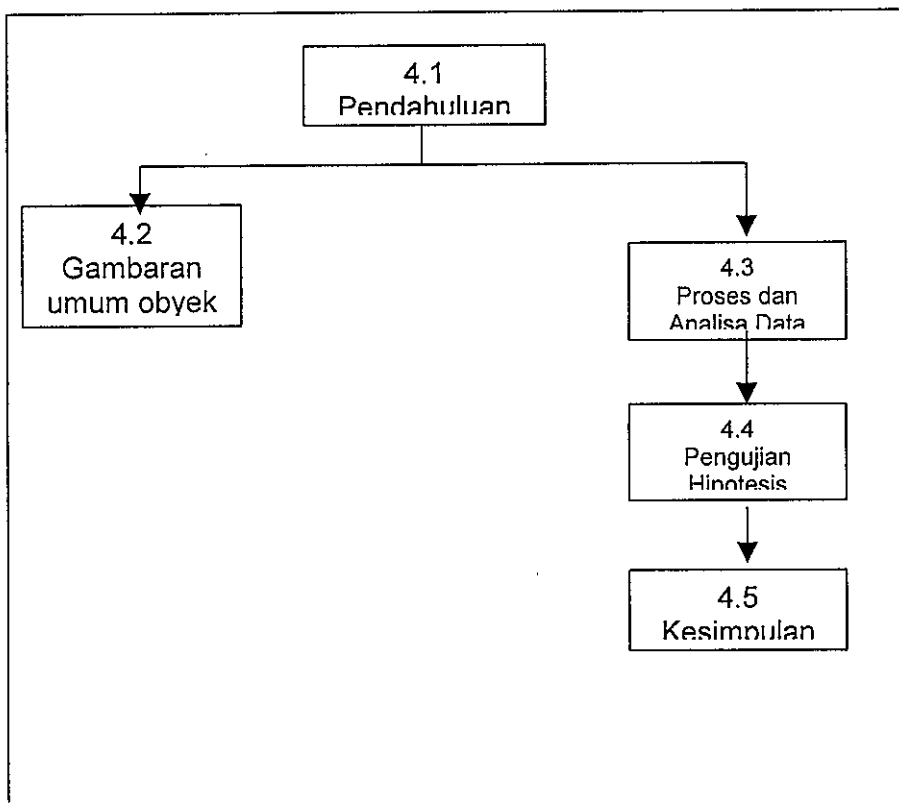 4.1
Pendahuluan
4.2
Gambaran
umum obyek
4.3
Proses dan
Analisa Data
4.4
Pengujian
Hipotesis
4.5
Kesimpulan